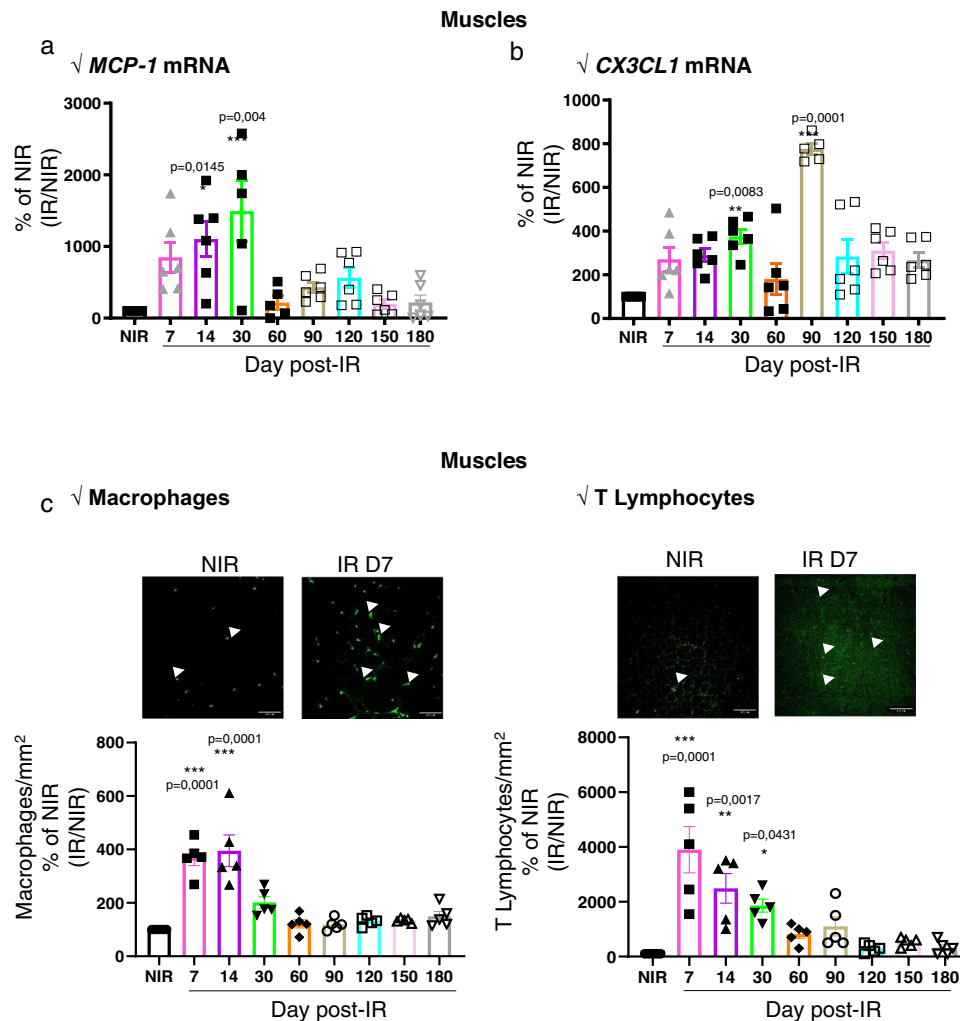 Muscles
a
√ MCP-1 mRNA
% of NIR
(IR/NIR)
3000
2000
1000
0
p=0,0145
*
p=0,004
***
NIR 7 14 30 60 90 120 150 180
Day post-IR
b
√ CX3CL1 mRNA
% of NIR
(IR/NIR)
1000
800
600
400
200
0
p=0,0083
**
p=0,0001
***
NIR 7 14 30 60 90 120 150 180
Day post-IR
Muscles
c
√ Macrophages
NIR
IR D7
Macrophages/mm²
% of NIR
(IR/NIR)
800
600
400
200
0
***
p=0,0001
p=0,0001
***
NIR 7 14 30 60 90 120 150 180
Day post-IR
√ T Lymphocytes
NIR
IR D7
T Lymphocytes/mm²
% of NIR
(IR/NIR)
8000
6000
4000
2000
0
***
p=0,0001
p=0,0017
**
p=0,0431
*
NIR 7 14 30 60 90 120 150 180
Day post-IR